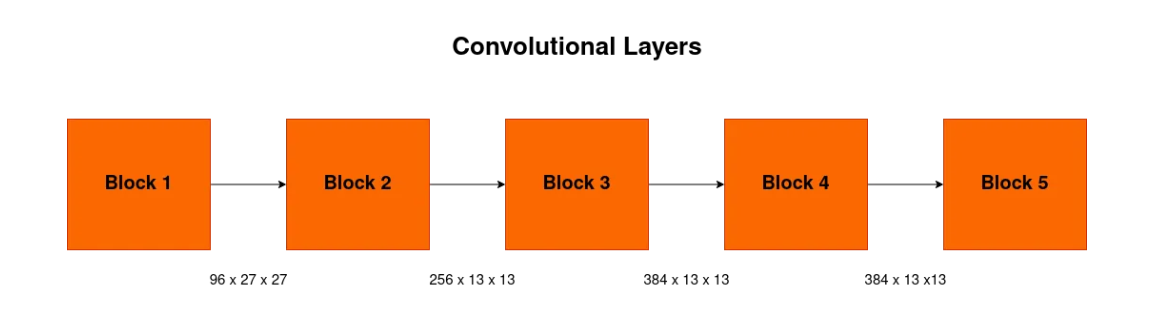 Convolutional Layers
Block 1
Block 2
Block 3
Block 4
Block 5
96 x 27 x 27
256 x 13 x 13
384 x 13 x 13
384 x 13 x13